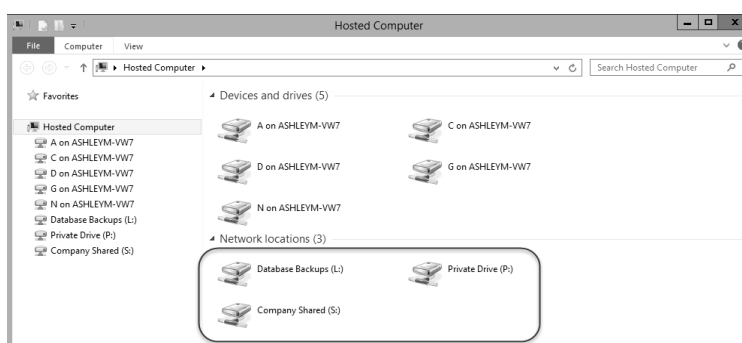 Hosted Computer
File Computer View
Hosted Computer Search Hosted Computer
Favorites
Hosted Computer
A on ASHLEYM-VW7
C on ASHLEYM-VW7
D on ASHLEYM-VW7
G on ASHLEYM-VW7
N on ASHLEYM-VW7
Database Backups (L:)
Private Drive (P:)
Company Shared (S:)
Devices and drives (5)
A on ASHLEYM-VW7 C on ASHLEYM-VW7
D on ASHLEYM-VW7 G on ASHLEYM-VW7
N on ASHLEYM-VW7
Network locations (3)
Database Backups (L:) Private Drive (P:)
Company Shared (S:)